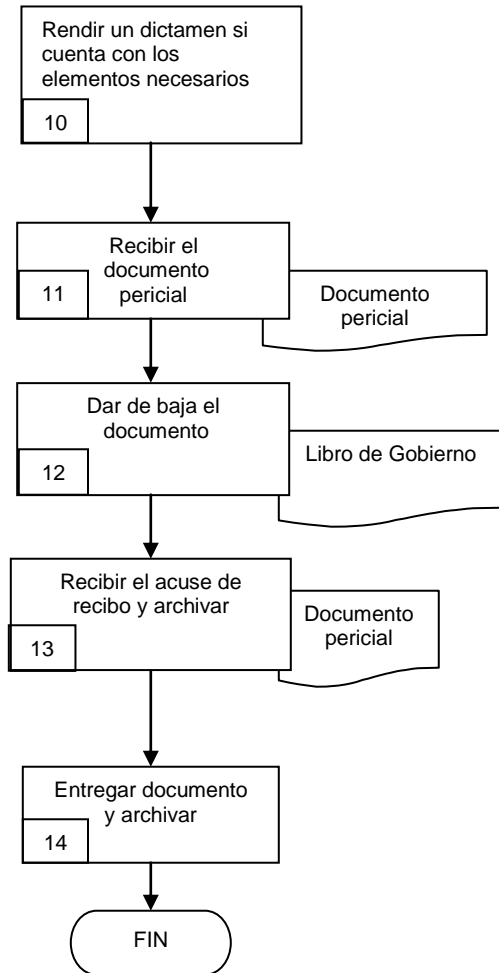 Rendir un dictamen si
cuenta con los
elementos necesarios
10
Recibir el
documento
pericial
11
Documento
pericial
Dar de baja el
documento
12
Libro de Gobierno
Recibir el acuse de
recibo y archivar
13
Documento
pericial
Entregar documento
y archivar
14
FIN